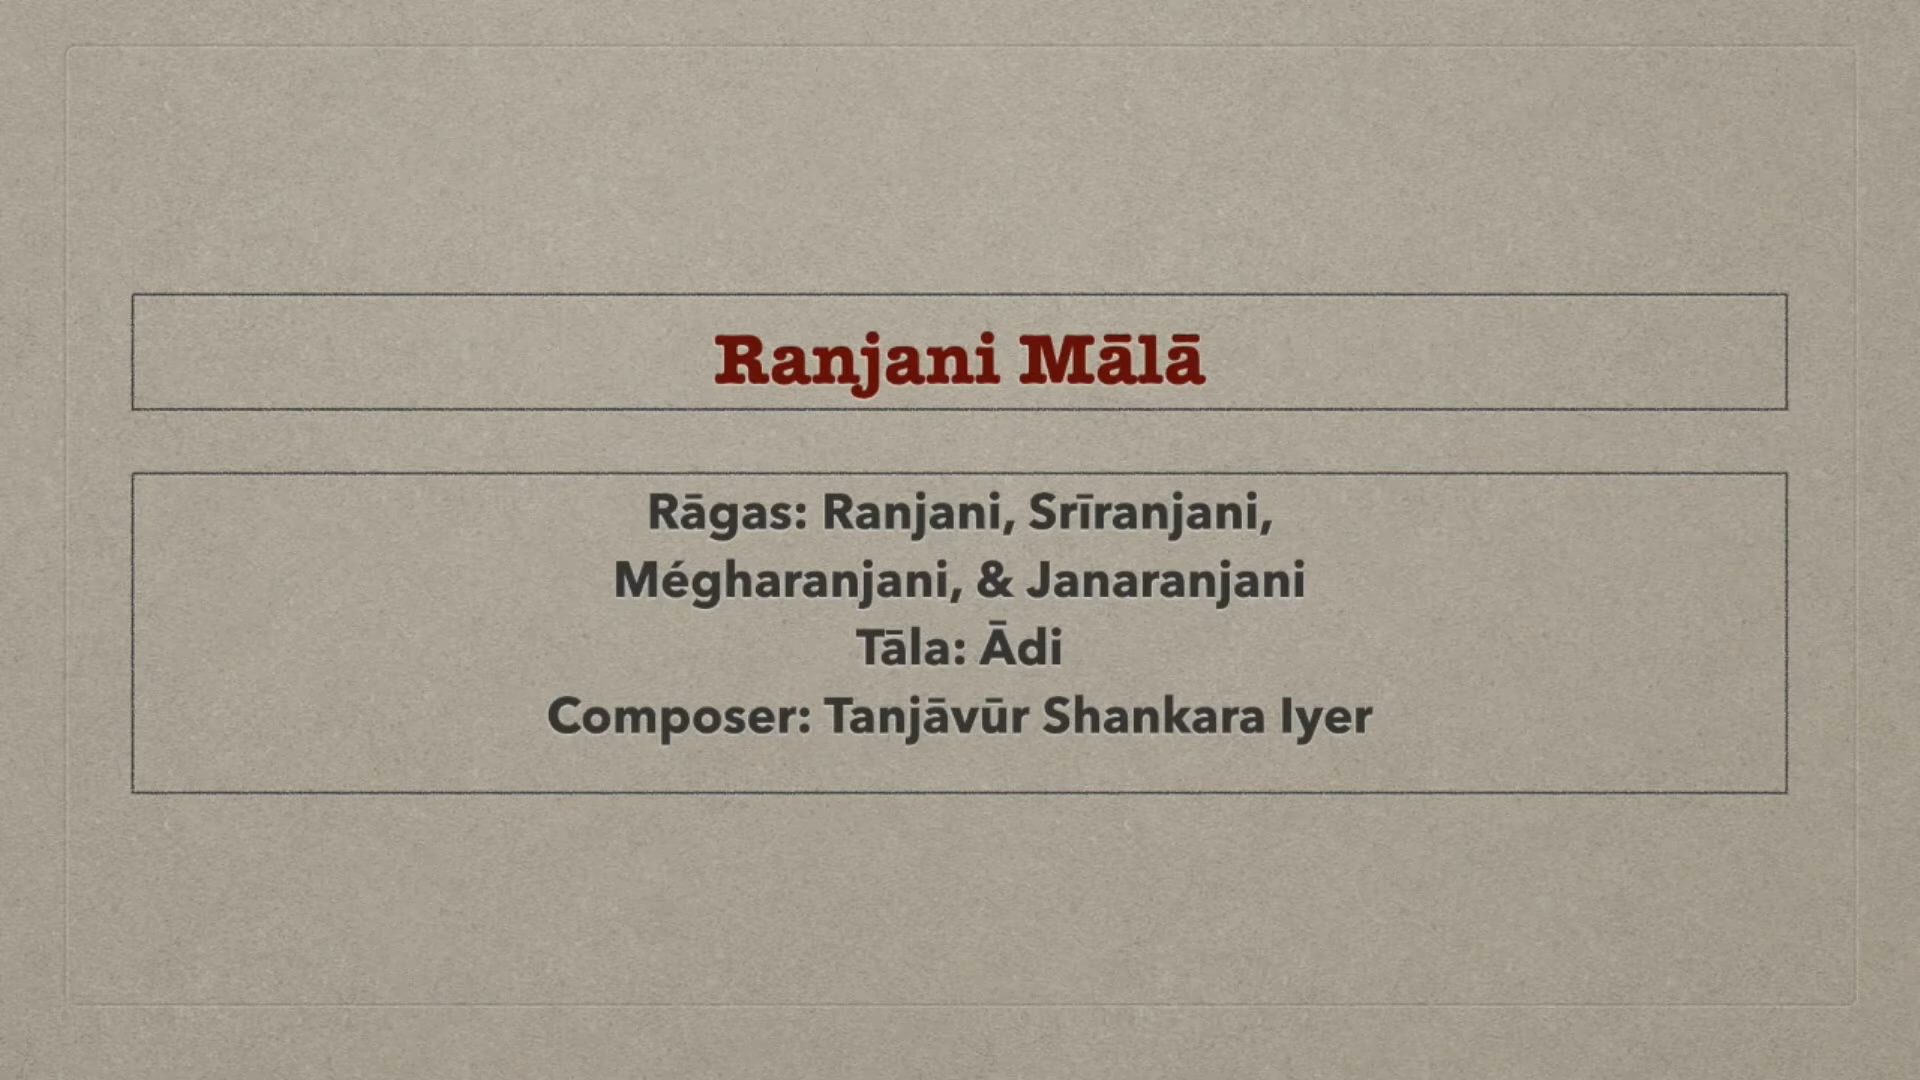 Ranjani Mālā
Rāgas: Ranjani, Srīranjani,
Mégharanjani, & Janaranjani
Tāla: Ādi
Composer: Tanjāvūr Shankara Iyer